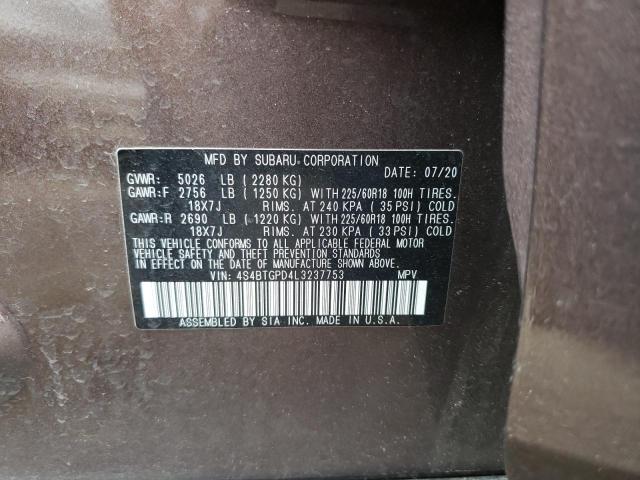 MFD BY SUBARU CORPORATION DATE: 07/20
GVWR: 5026 LB (2280 KG)
GAWR:F 2756 LB (1250 KG) WITH 225/60R18 100H TIRES.
18X7J RIMS. AT 240 KPA (35 PSI) COLD
GAWR:R 2690 LB (1220 KG) WITH 225/60R18 100H TIRES.
18X7J RIMS. AT 230 KPA (33 PSI) COLD
THIS VEHICLE CONFORMS TO ALL APPLICABLE FEDERAL MOTOR
VEHICLE SAFETY AND THEFT PREVENTION STANDARDS IN EFFECT
ON THE DATE OF MANUFACTURE SHOWN ABOVE.
VIN: 4S4BTGPD4L3237753 MPV
ASSEMBLED BY SIA INC. MADE IN U.S.A.